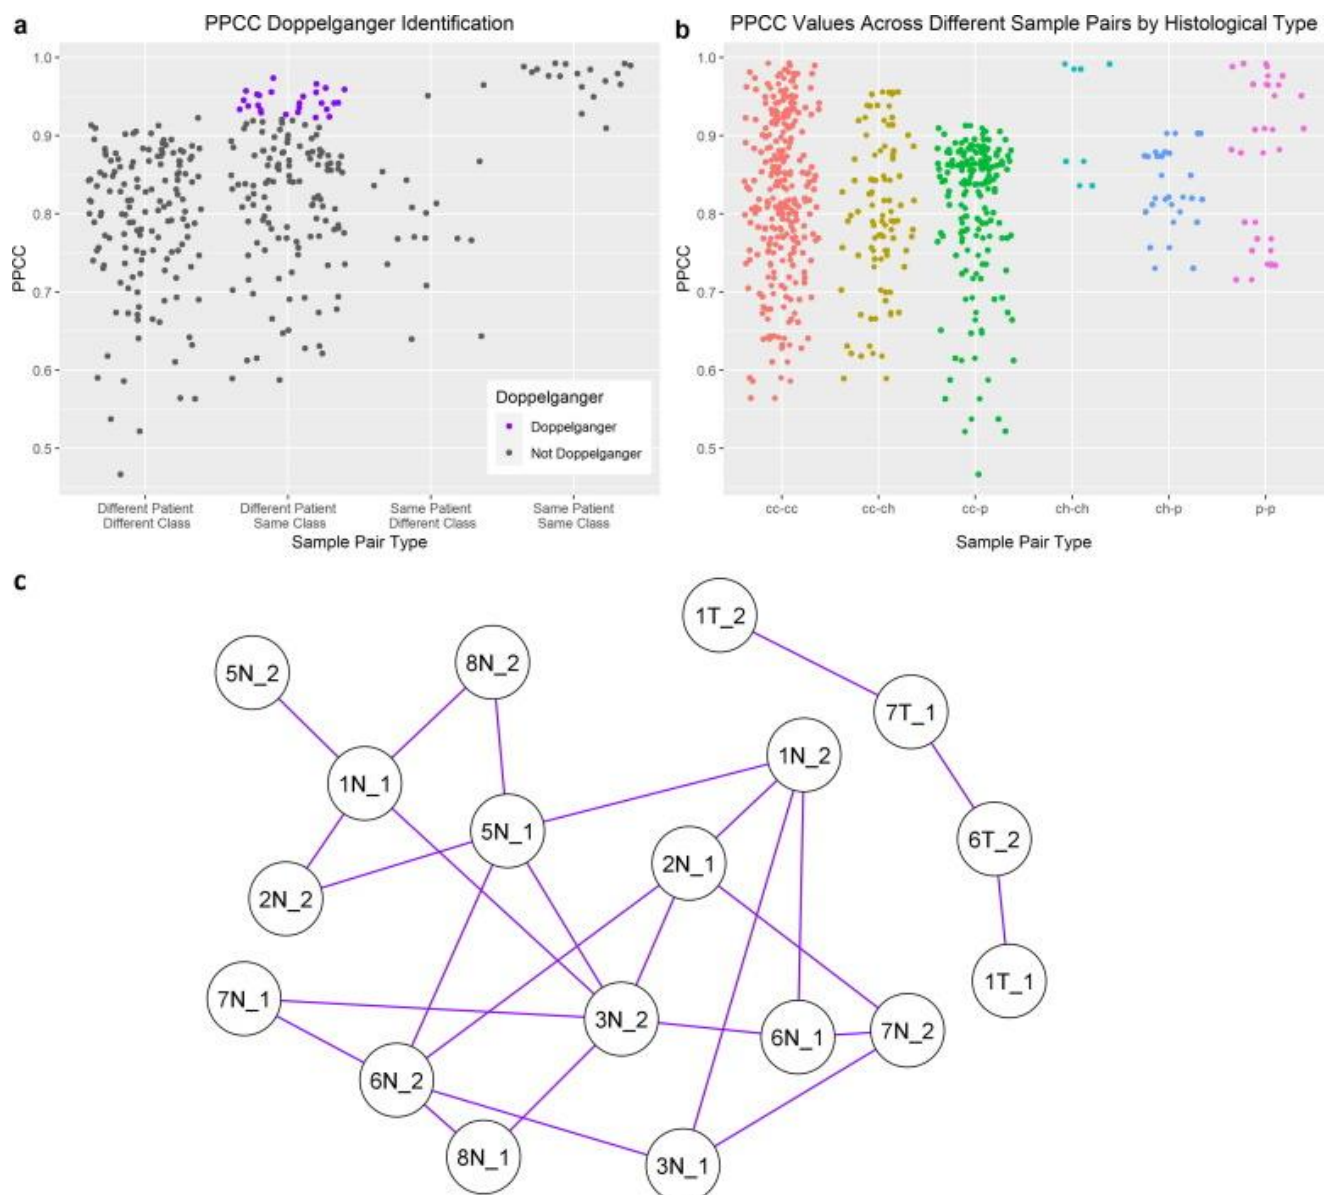 a
PPCC Doppelganger Identification
1.0
0.9
0.8
0.7
0.6
0.5
PPCC
Doppelganger
Doppelganger
Not Doppelganger
Different Patient
Different Class
Different Patient
Same Class
Same Patient
Different Class
Same Patient
Same Class
Sample Pair Type
b
PPCC Values Across Different Sample Pairs by Histological Type
1.0
0.9
0.8
0.7
0.6
0.5
PPCC
cc-cc
cc-ch
cc-p
ch-ch
ch-p
p-p
Sample Pair Type
c
1T_2
5N_2
8N_2
7T_1
1N_2
1N_1
5N_1
6T_2
2N_1
2N_2
1T_1
7N_1
3N_2
6N_1
7N_2
6N_2
8N_1
3N_1